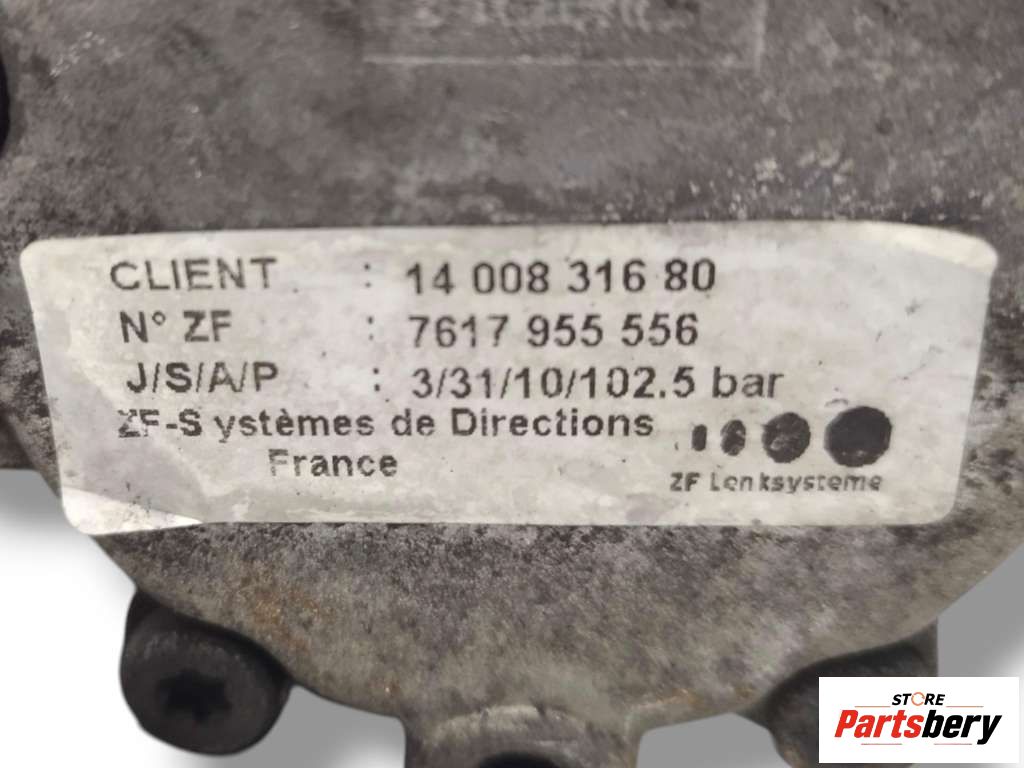 CLIENT : 14 008 316 80
N° ZF : 7617 955 556
J/S/A/P : 3/31/10/102.5 bar
ZF-S ystèmes de Directions
France
ZF Lenksysteme
STORE
Partsbery